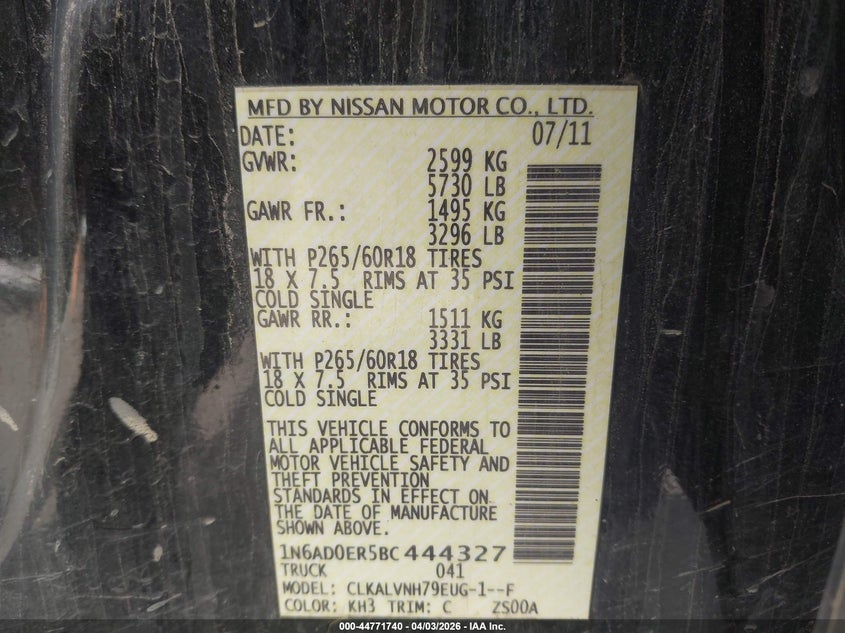 MFD BY NISSAN MOTOR CO., LTD.
DATE: 07/11
GVWR: 2599 KG
5730 LB
GAWR FR.: 1495 KG
3296 LB
WITH P265/60R18 TIRES
18 X 7.5 RIMS AT 35 PSI
COLD SINGLE
GAWR RR.: 1511 KG
3331 LB
WITH P265/60R18 TIRES
18 X 7.5 RIMS AT 35 PSI
COLD SINGLE
THIS VEHICLE CONFORMS TO
ALL APPLICABLE FEDERAL
MOTOR VEHICLE SAFETY AND
THEFT PREVENTION
STANDARDS IN EFFECT ON
THE DATE OF MANUFACTURE
SHOWN ABOVE.
1N6AD0ER5BC444327
TRUCK 041
MODEL: CLKALVNH79EUG-1--F
COLOR: KH3 TRIM: C ZS00A
000-44771740 - 04/03/2026 - IAA Inc.